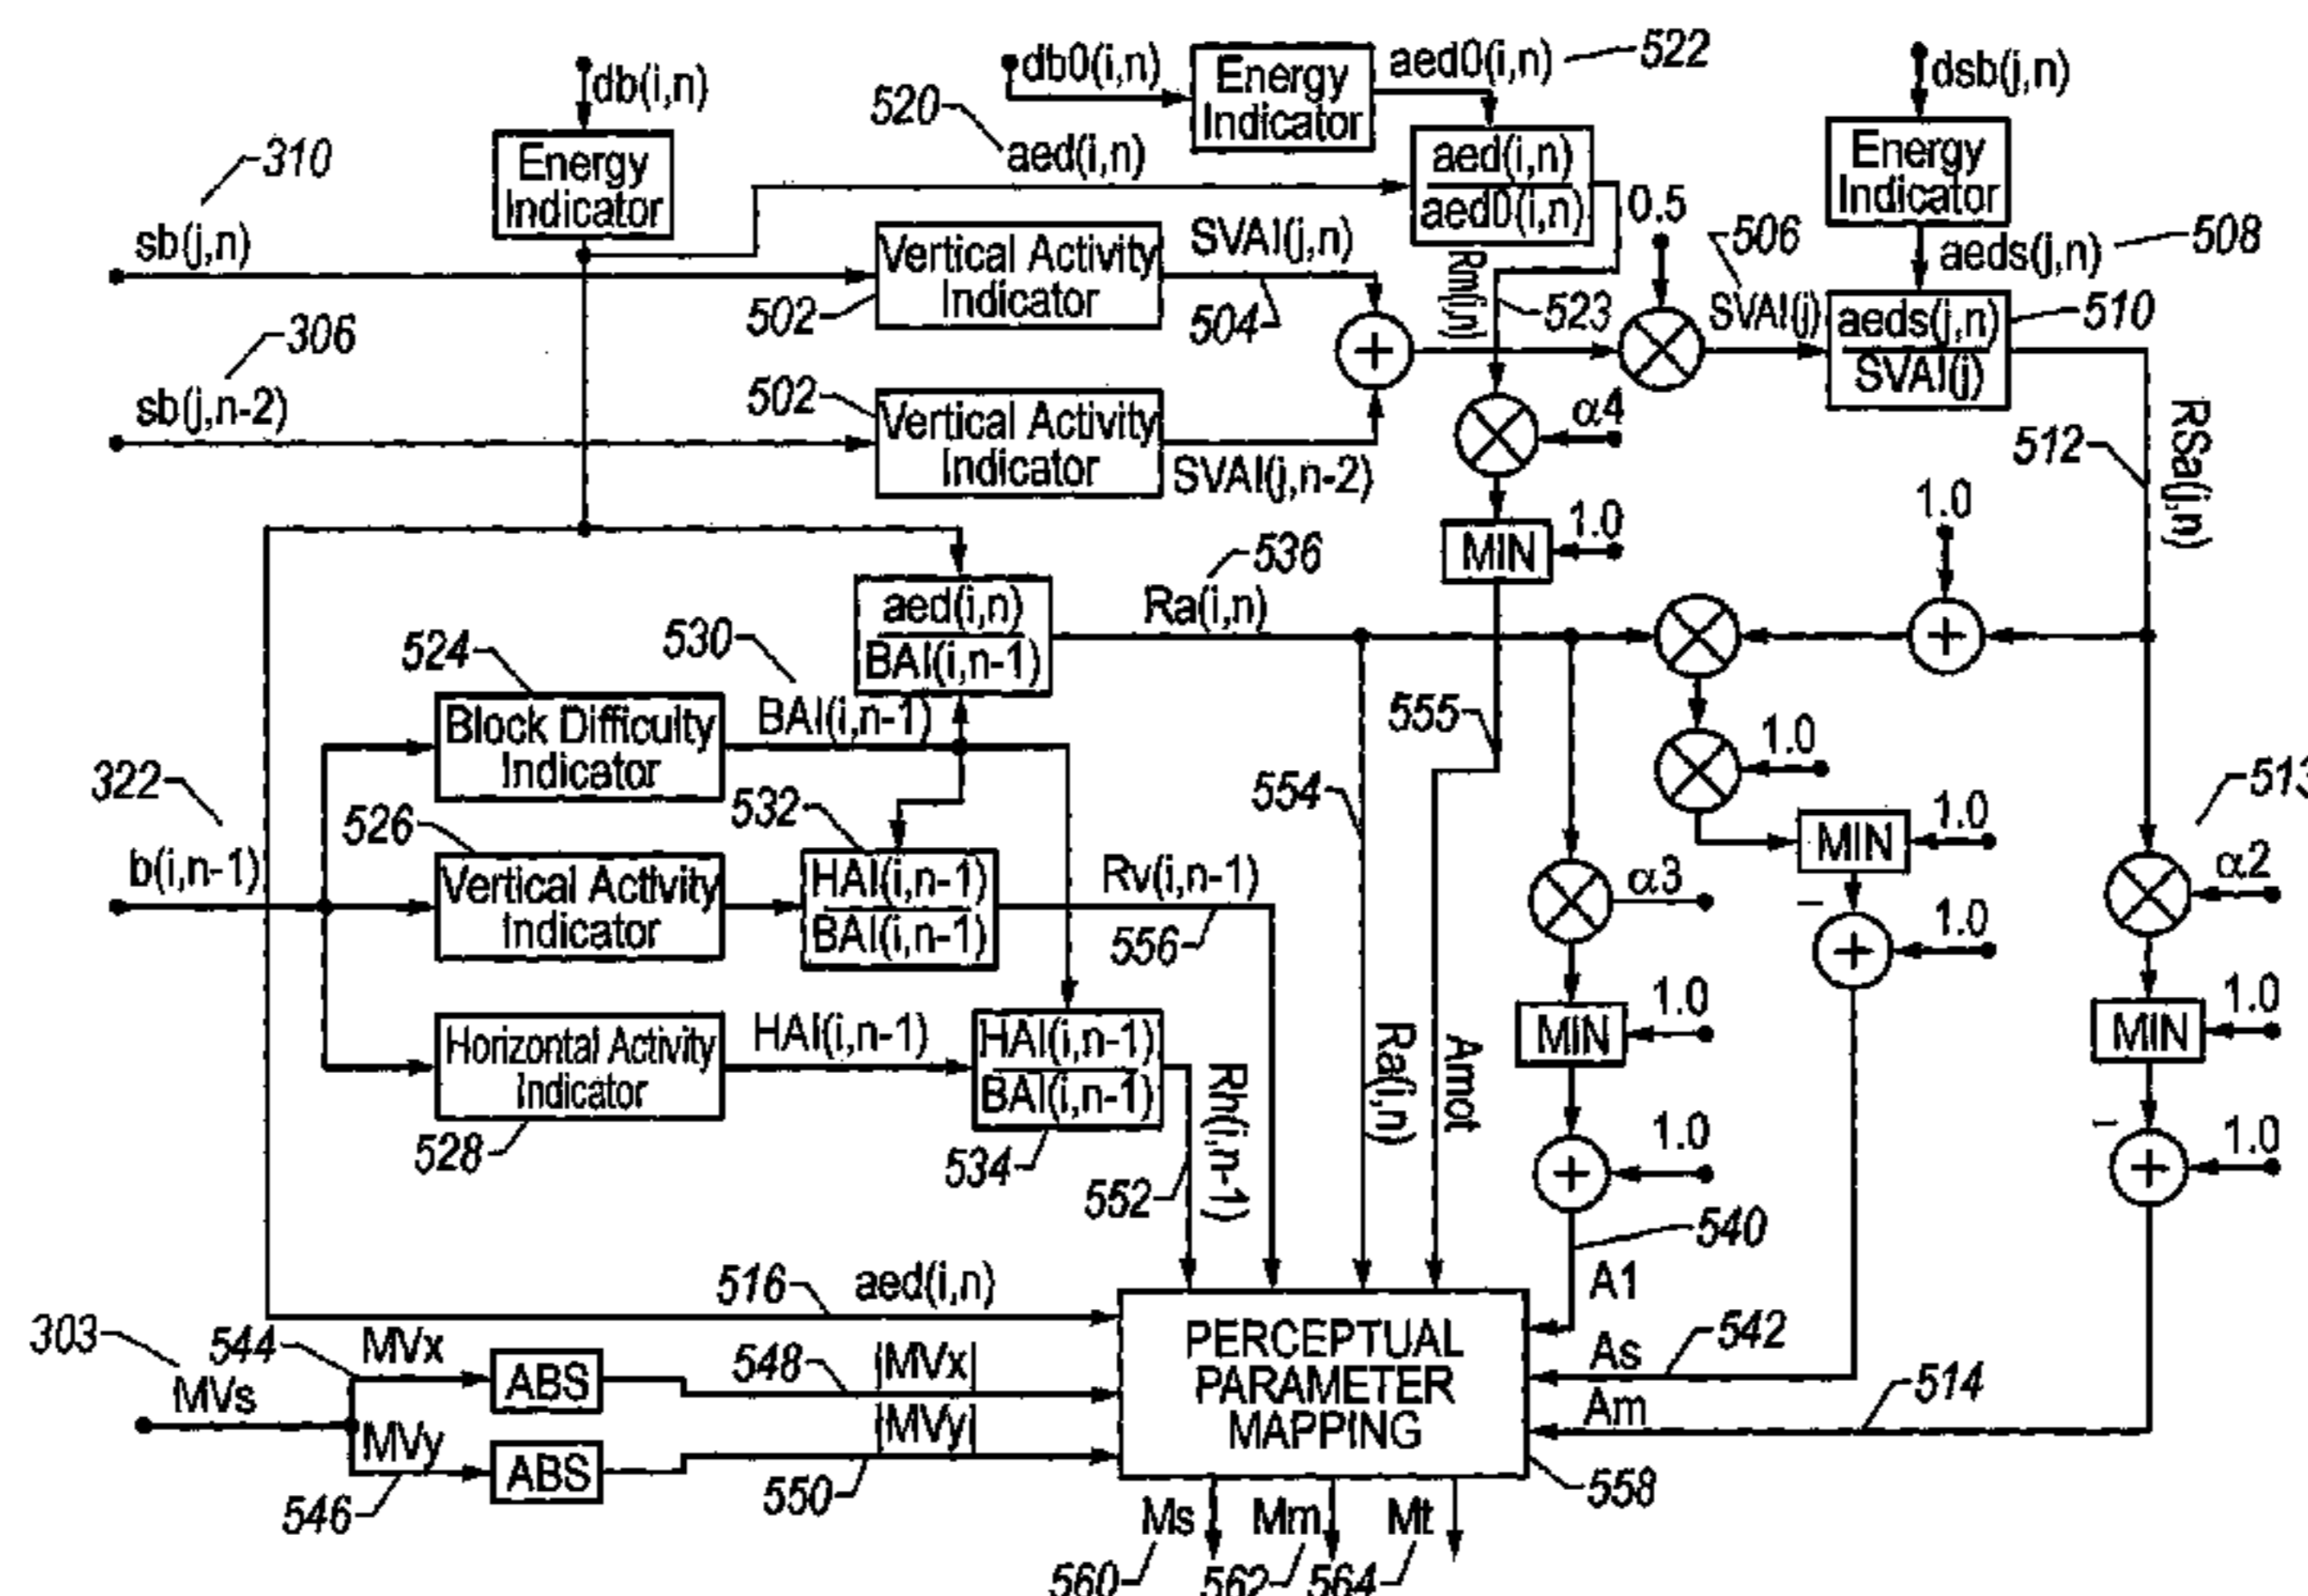 db(i,n)
db0(i,n)
Energy
Indicator
aed0(i,n)
522
dsb(j,n)
520
aed(i,n)
310
Energy
Indicator
aed(i,n)
aed0(i,n)
0.5
Energy
Indicator
sb(j,n)
Vertical Activity
Indicator
SVAI(j,n)
502
504
Rm(i,n)
523
506
SVAI(j)
aeds(j,n)
508
aeds(j,n)
SVAI(j)
510
306
sb(j,n-2)
502
Vertical Activity
Indicator
SVAI(j,n-2)
+
α4
512
RSa(j,n)
MIN
1.0
1.0
aed(i,n)
BAI(i,n-1)
Ra(i,n)
536
+
524
530
BAI(i,n-1)
Block Difficulty
Indicator
555
1.0
322
526
532
554
MIN
1.0
513
b(i,n-1)
Vertical Activity
Indicator
HAI(i,n-1)
BAI(i,n-1)
Rv(i,n-1)
556
α3
α2
–
+
1.0
Horizontal Activity
Indicator
528
HAI(i,n-1)
HAI(i,n-1)
BAI(i,n-1)
534
Rh(i,n-1)
552
Ra(i,n)
Amot
MIN
1.0
MIN
1.0
+
1.0
–
+
1.0
540
A1
516
aed(i,n)
303
MVs
544
MVx
ABS
548
|MVx|
MVy
546
ABS
|MVy|
550
PERCEPTUAL
PARAMETER
MAPPING
As
542
Am
514
558
Ms
Mm
Mt
560
562
564